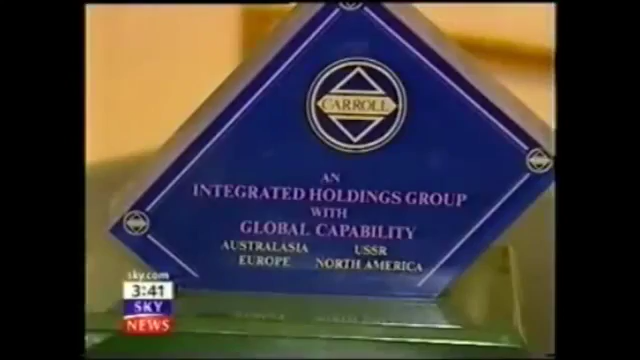 CARROLL
AN
INTEGRATED HOLDINGS GROUP
WITH
GLOBAL CAPABILITY
AUSTRALASIA USSR
EUROPE NORTH AMERICA
sky.com
3:41
SKY
NEWS